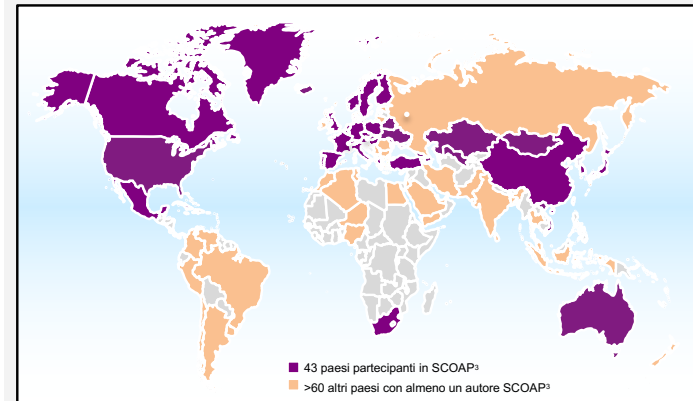 43 paesi partecipanti in SCOAP³
>60 altri paesi con almeno un autore SCOAP³